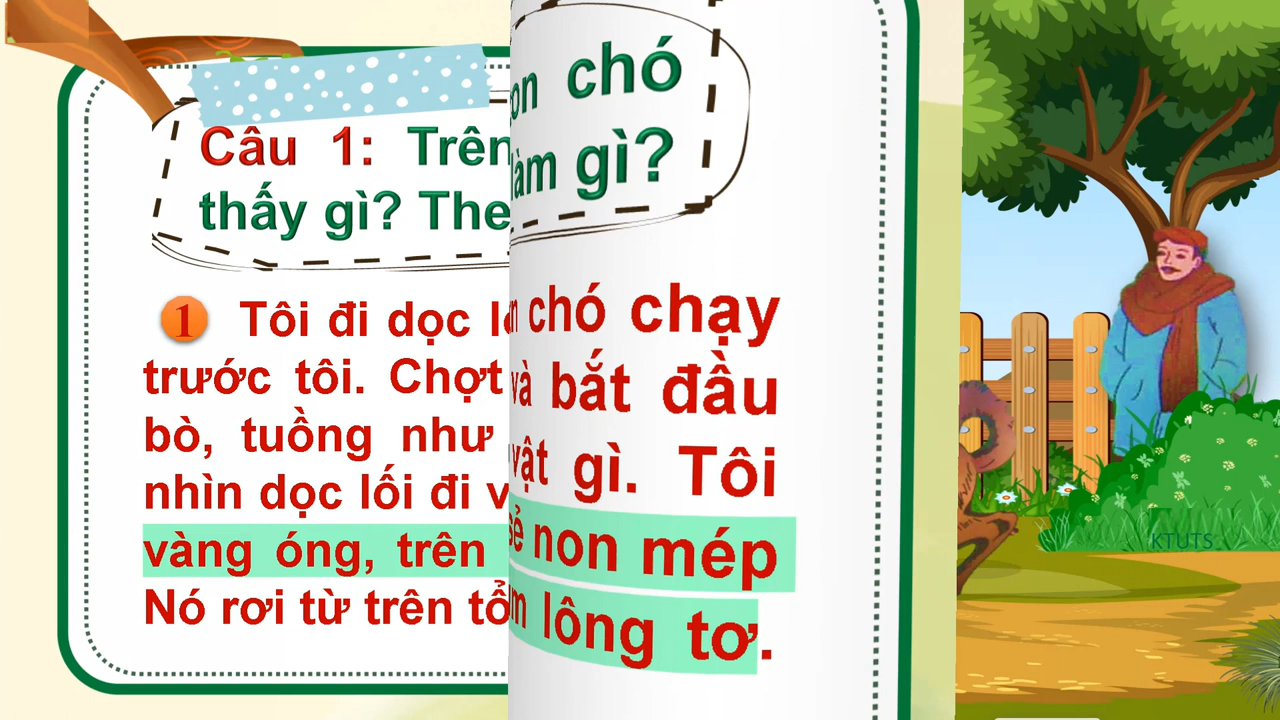 Câu 1: Trên con chó
thấy gì? The làm gì?
1 Tôi đi dọc chó chạy
trước tôi. Chợt và bắt đầu
bò, tuồng như vật gì. Tôi
nhìn dọc lối đi sẻ non mép
vàng óng, trên lông tơ.
Nó rơi từ trên tổ
KTUTS